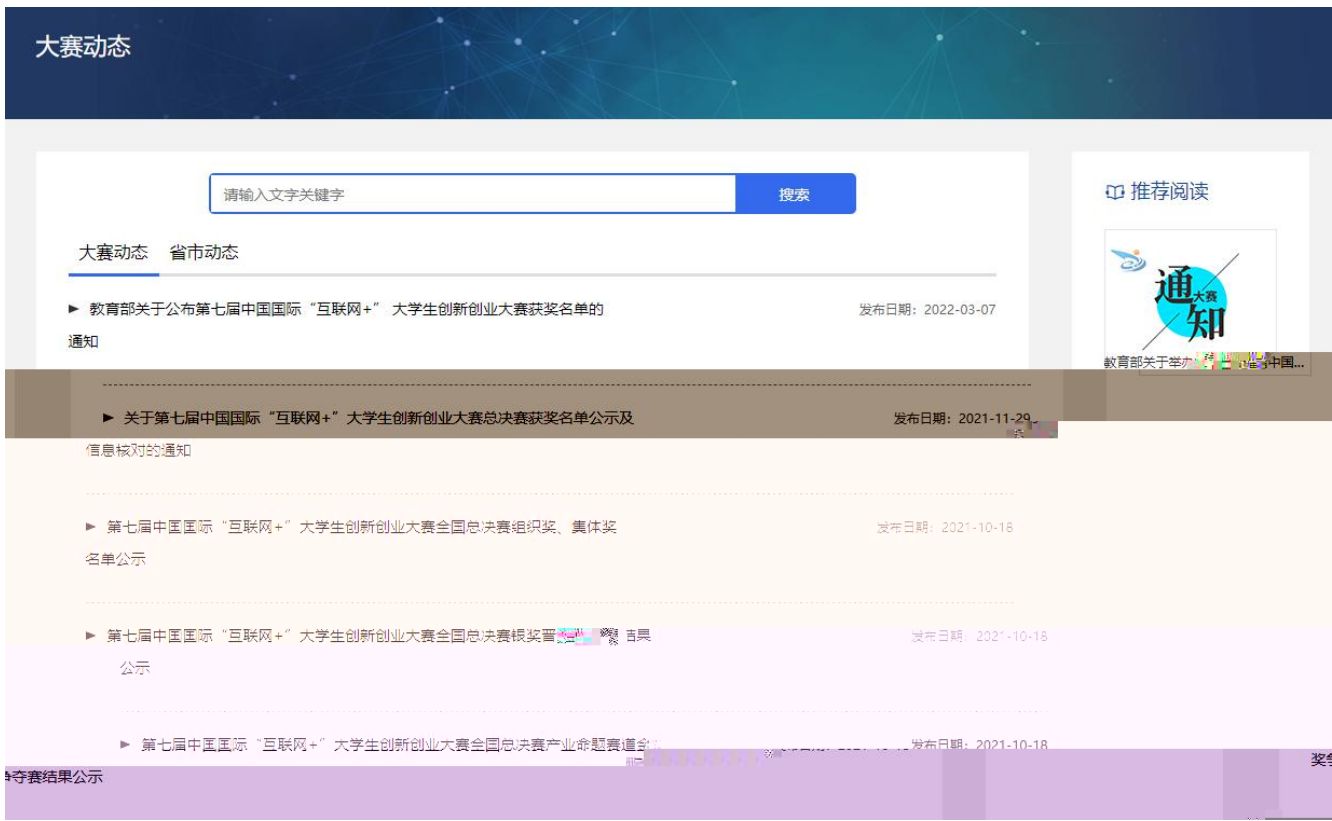 大赛动态
请输入文字关键字
搜索
大赛动态 省市动态
► 教育部关于公布第七届中国国际“互联网+” 大学生创新创业大赛获奖名单的
通知
发布日期：2022-03-07
► 关于第七届中国国际“互联网+”大学生创新创业大赛总决赛获奖名单公示及
信息核对的通知
发布日期：2021-11-29
► 第七届中国国际“互联网+”大学生创新创业大赛全国总决赛组织奖、集体奖
名单公示
发布日期：2021-10-18
► 第七届中国国际“互联网+”大学生创新创业大赛全国总决赛银奖晋
公示
发布日期：2021-10-18
► 第七届中国国际“互联网+”大学生创新创业大赛全国总决赛产业命题赛道金
发布日期：2021-10-18
奖争
夺赛结果公示
推荐阅读
通
大赛
知
教育部关于举办 中国...